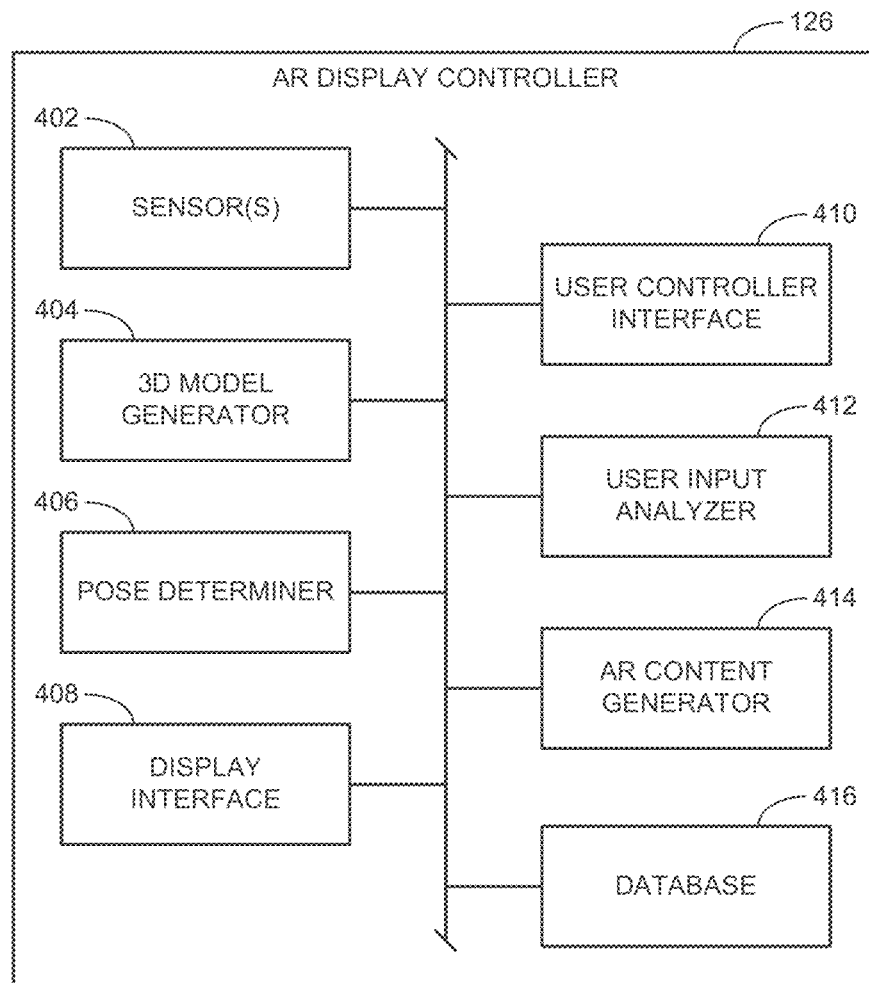 126
AR DISPLAY CONTROLLER
402
SENSOR(S)
410
USER CONTROLLER
INTERFACE
404
3D MODEL
GENERATOR
412
USER INPUT
ANALYZER
406
POSE DETERMINER
414
AR CONTENT
GENERATOR
408
DISPLAY
INTERFACE
416
DATABASE